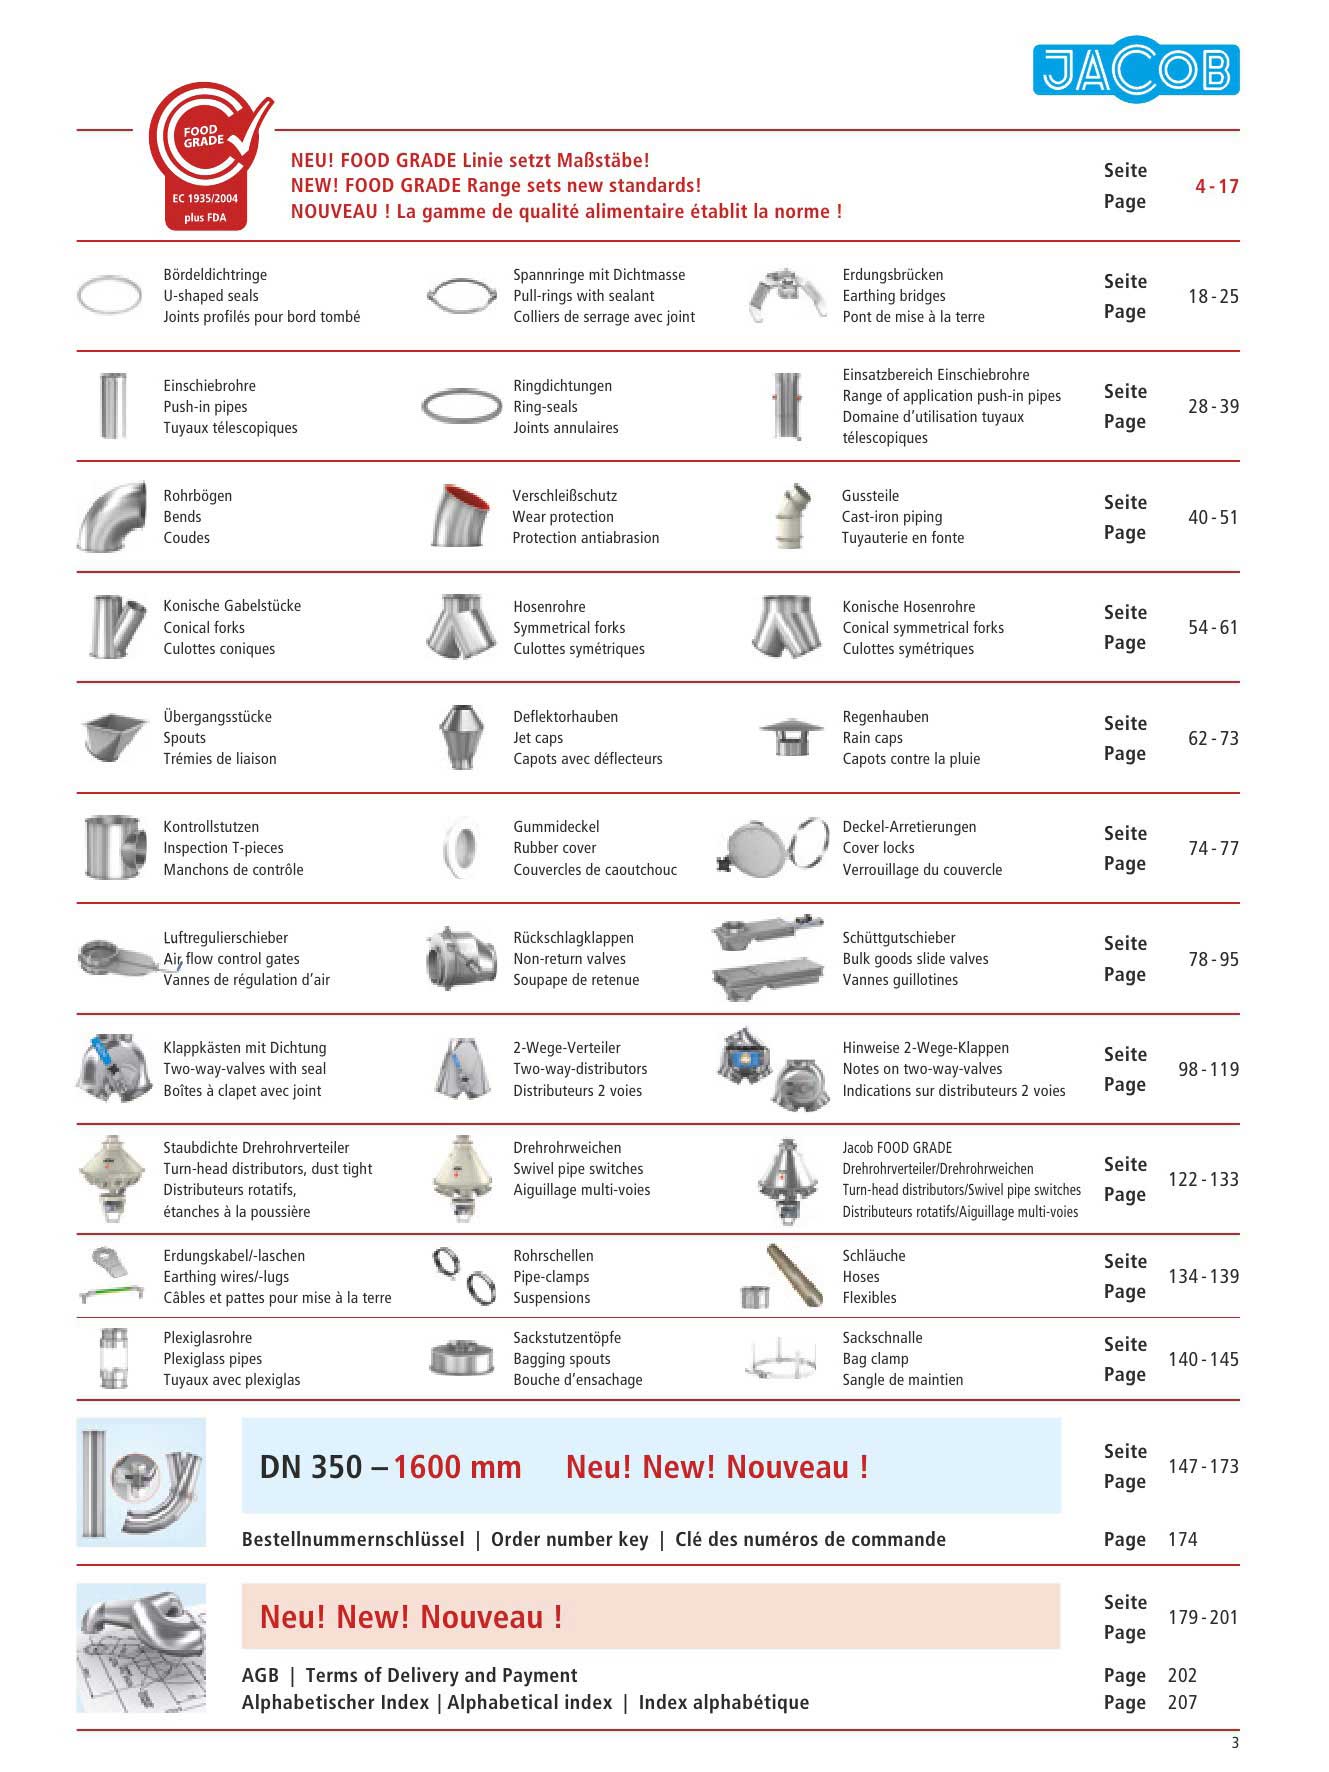 JACOB
FOOD
GRADE
EC 1935/2004
plus FDA
NEU! FOOD GRADE Linie setzt Maßstäbe!
NEW! FOOD GRADE Range sets new standards!
NOUVEAU ! La gamme de qualité alimentaire établit la norme !
Seite
Page
4 - 17
Bördeldichtringe
U-shaped seals
Joints profilés pour bord tombé
Spannringe mit Dichtmasse
Pull-rings with sealant
Colliers de serrage avec joint
Erdungsbrücken
Earthing bridges
Pont de mise à la terre
Seite
Page
18 - 25
Einschiebrohre
Push-in pipes
Tuyaux télescopiques
Ringdichtungen
Ring-seals
Joints annulaires
Einsatzbereich Einschiebrohre
Range of application push-in pipes
Domaine d’utilisation tuyaux
télescopiques
Seite
Page
28 - 39
Rohrbögen
Bends
Coudes
Verschleißschutz
Wear protection
Protection antiabrasion
Gussteile
Cast-iron piping
Tuyauterie en fonte
Seite
Page
40 - 51
Konische Gabelstücke
Conical forks
Culottes coniques
Hosenrohre
Symmetrical forks
Culottes symétriques
Konische Hosenrohre
Conical symmetrical forks
Culottes symétriques
Seite
Page
54 - 61
Übergangsstücke
Spouts
Trémies de liaison
Deflektorhauben
Jet caps
Capots avec déflecteurs
Regenhauben
Rain caps
Capots contre la pluie
Seite
Page
62 - 73
Kontrollstutzen
Inspection T-pieces
Manchons de contrôle
Gummideckel
Rubber cover
Couvercles de caoutchouc
Deckel-Arretierungen
Cover locks
Verrouillage du couvercle
Seite
Page
74 - 77
Luftregulierschieber
Air flow control gates
Vannes de régulation d’air
Rückschlagklappen
Non-return valves
Soupape de retenue
Schüttgutschieber
Bulk goods slide valves
Vannes guillotines
Seite
Page
78 - 95
Klappkästen mit Dichtung
Two-way-valves with seal
Boîtes à clapet avec joint
2-Wege-Verteiler
Two-way-distributors
Distributeurs 2 voies
Hinweise 2-Wege-Klappen
Notes on two-way-valves
Indications sur distributeurs 2 voies
Seite
Page
98 - 119
Staubdichte Drehrohrverteiler
Turn-head distributors, dust tight
Distributeurs rotatifs,
étanches à la poussière
Drehrohrweichen
Swivel pipe switches
Aiguillage multi-voies
Jacob FOOD GRADE
Drehrohrverteiler/Drehrohrweichen
Turn-head distributors/Swivel pipe switches
Distributeurs rotatifs/Aiguillage multi-voies
Seite
Page
122 - 133
Erdungskabel/-laschen
Earthing wires/-lugs
Câbles et pattes pour mise à la terre
Rohrschellen
Pipe-clamps
Suspensions
Schläuche
Hoses
Flexibles
Seite
Page
134 - 139
Plexiglasrohre
Plexiglass pipes
Tuyaux avec plexiglas
Sackstutzentöpfe
Bagging spouts
Bouche d’ensachage
Sackschnalle
Bag clamp
Sangle de maintien
Seite
Page
140 - 145
DN 350 – 1600 mm Neu! New! Nouveau !
Seite
Page
147 - 173
Bestellnummernschlüssel | Order number key | Clé des numéros de commande
Page 174
Neu! New! Nouveau !
Seite
Page
179 - 201
AGB | Terms of Delivery and Payment
Page 202
Alphabetischer Index | Alphabetical index | Index alphabétique
Page 207
3